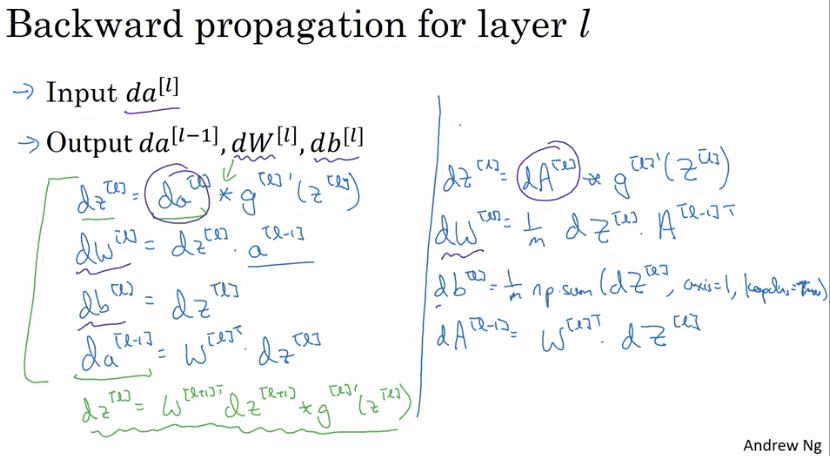 Backward propagation for layer l
→ Input da^[l]
→ Output da^[l-1], dW^[l], db^[l]
dz^[l] = da^[l] * g^[l]'(z^[l])
dW^[l] = dz^[l] · a^[l-1]
db^[l] = dz^[l]
da^[l-1] = W^[l]T · dz^[l]
dz^[l] = W^[l+1]T dz^[l+1] * g^[l]'(z^[l])
dZ^[l] = dA^[l] * g^[l]'(Z^[l])
dW^[l] = 1/m dZ^[l] · A^[l-1]T
db^[l] = 1/m np.sum(dZ^[l], axis=1, keepdims=True)
dA^[l-1] = W^[l]T · dZ^[l]
Andrew Ng